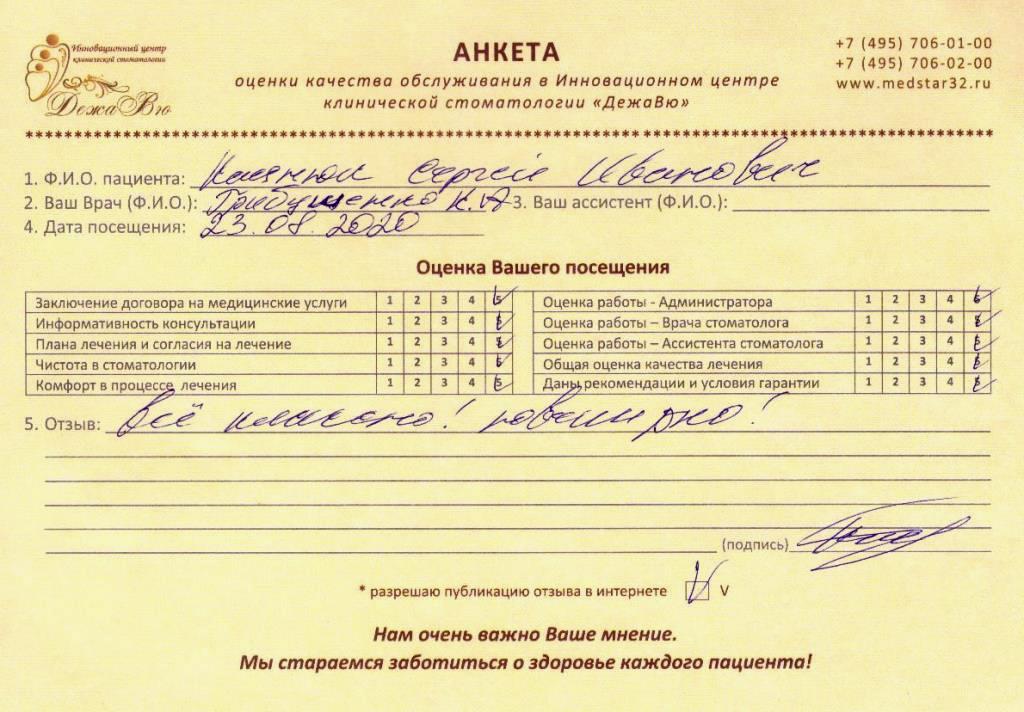 Инновационный центр
клинической стоматологии
ДежаВю
АНКЕТА
оценки качества обслуживания в Инновационном центре
клинической стоматологии «ДежаВю»
+7 (495) 706-01-00
+7 (495) 706-02-00
www.medstar32.ru
1. Ф.И.О. пациента: Сергей Иванович
2. Ваш Врач (Ф.И.О.): Грибущенко К.А 3. Ваш ассистент (Ф.И.О.):
4. Дата посещения: 23.08.2020
Оценка Вашего посещения
Заключение договора на медицинские услуги 1 2 3 4 5
Информативность консультации 1 2 3 4 5
Плана лечения и согласия на лечение 1 2 3 4 5
Чистота в стоматологии 1 2 3 4 5
Комфорт в процессе лечения 1 2 3 4 5
Оценка работы - Администратора 1 2 3 4 5
Оценка работы – Врача стоматолога 1 2 3 4 5
Оценка работы – Ассистента стоматолога 1 2 3 4 5
Общая оценка качества лечения 1 2 3 4 5
Даны рекомендации и условия гарантии 1 2 3 4 5
5. Отзыв: Всё классно!
(подпись)
* разрешаю публикацию отзыва в интернете V V
Нам очень важно Ваше мнение.
Мы стараемся заботиться о здоровье каждого пациента!